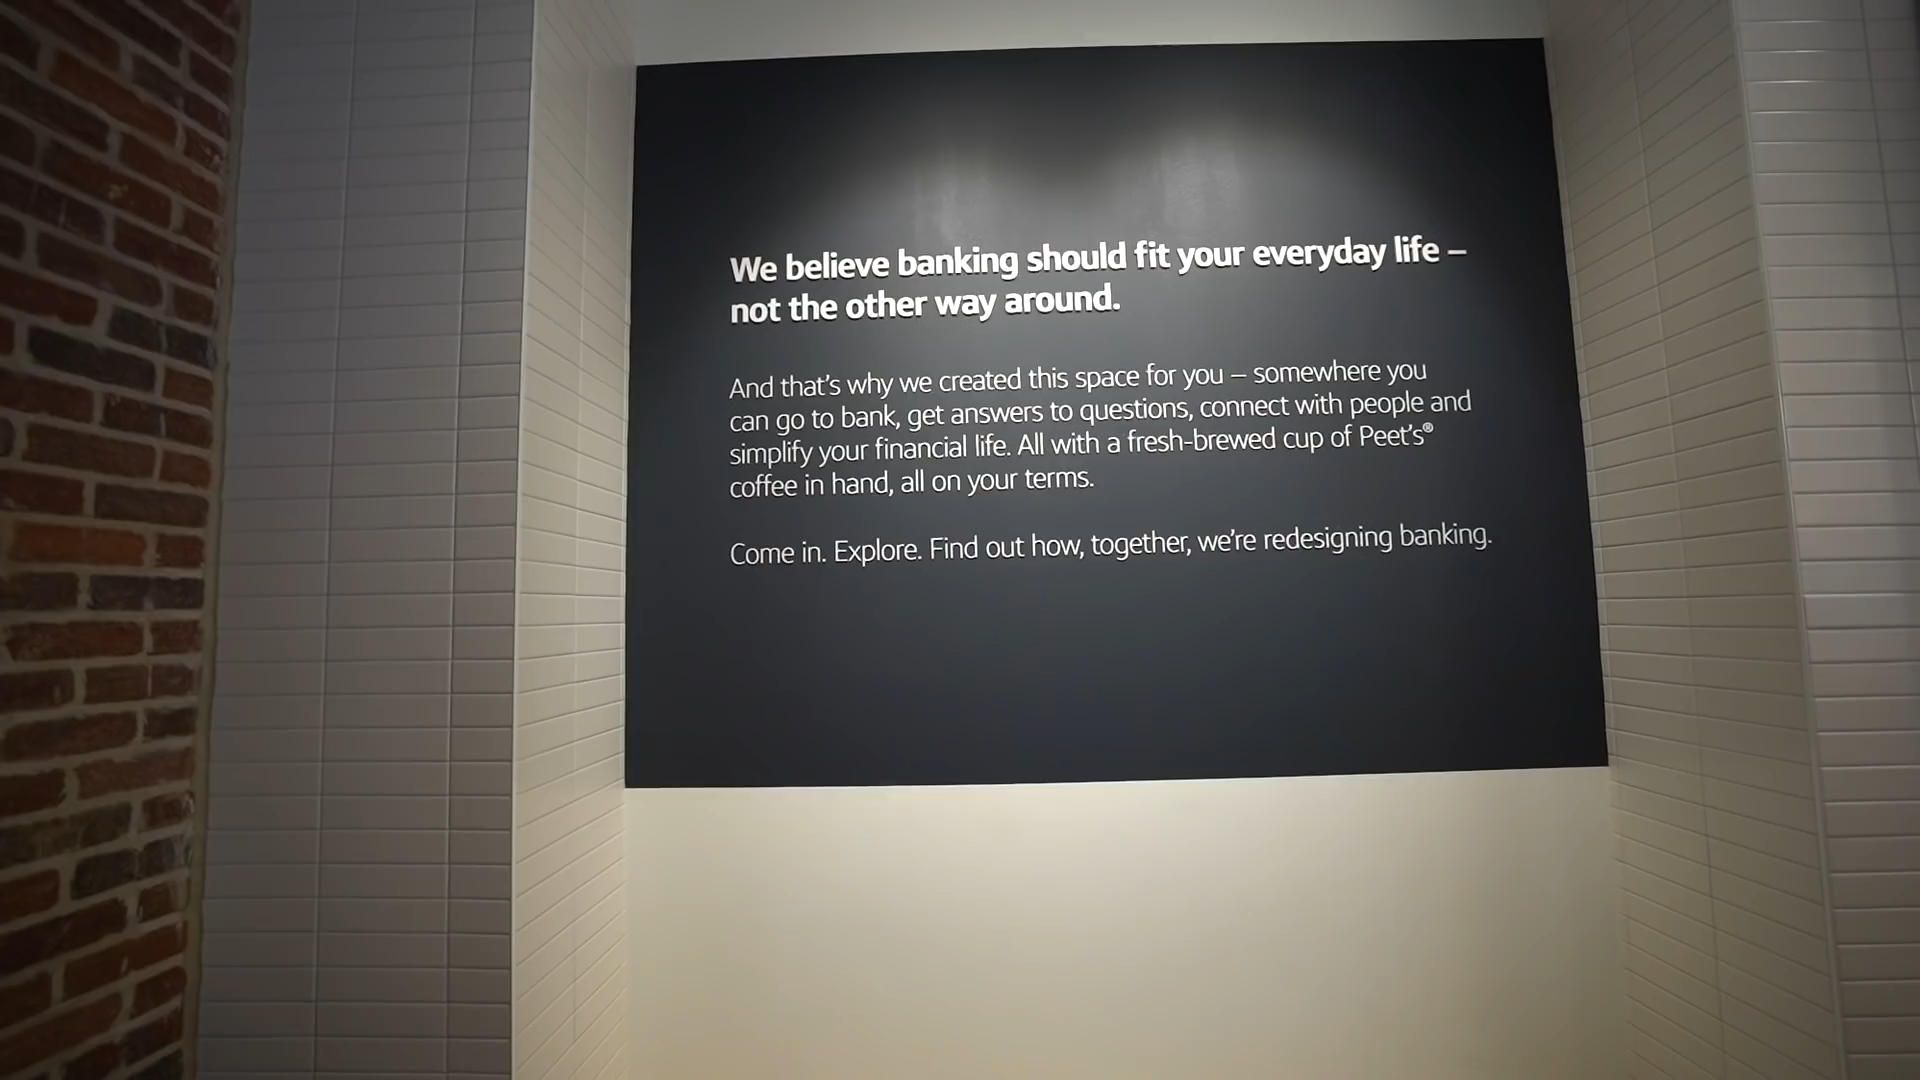 We believe banking should fit your everyday life –
not the other way around.
And that's why we created this space for you – somewhere you
can go to bank, get answers to questions, connect with people and
simplify your financial life. All with a fresh-brewed cup of Peet's®
coffee in hand, all on your terms.
Come in. Explore. Find out how, together, we're redesigning banking.